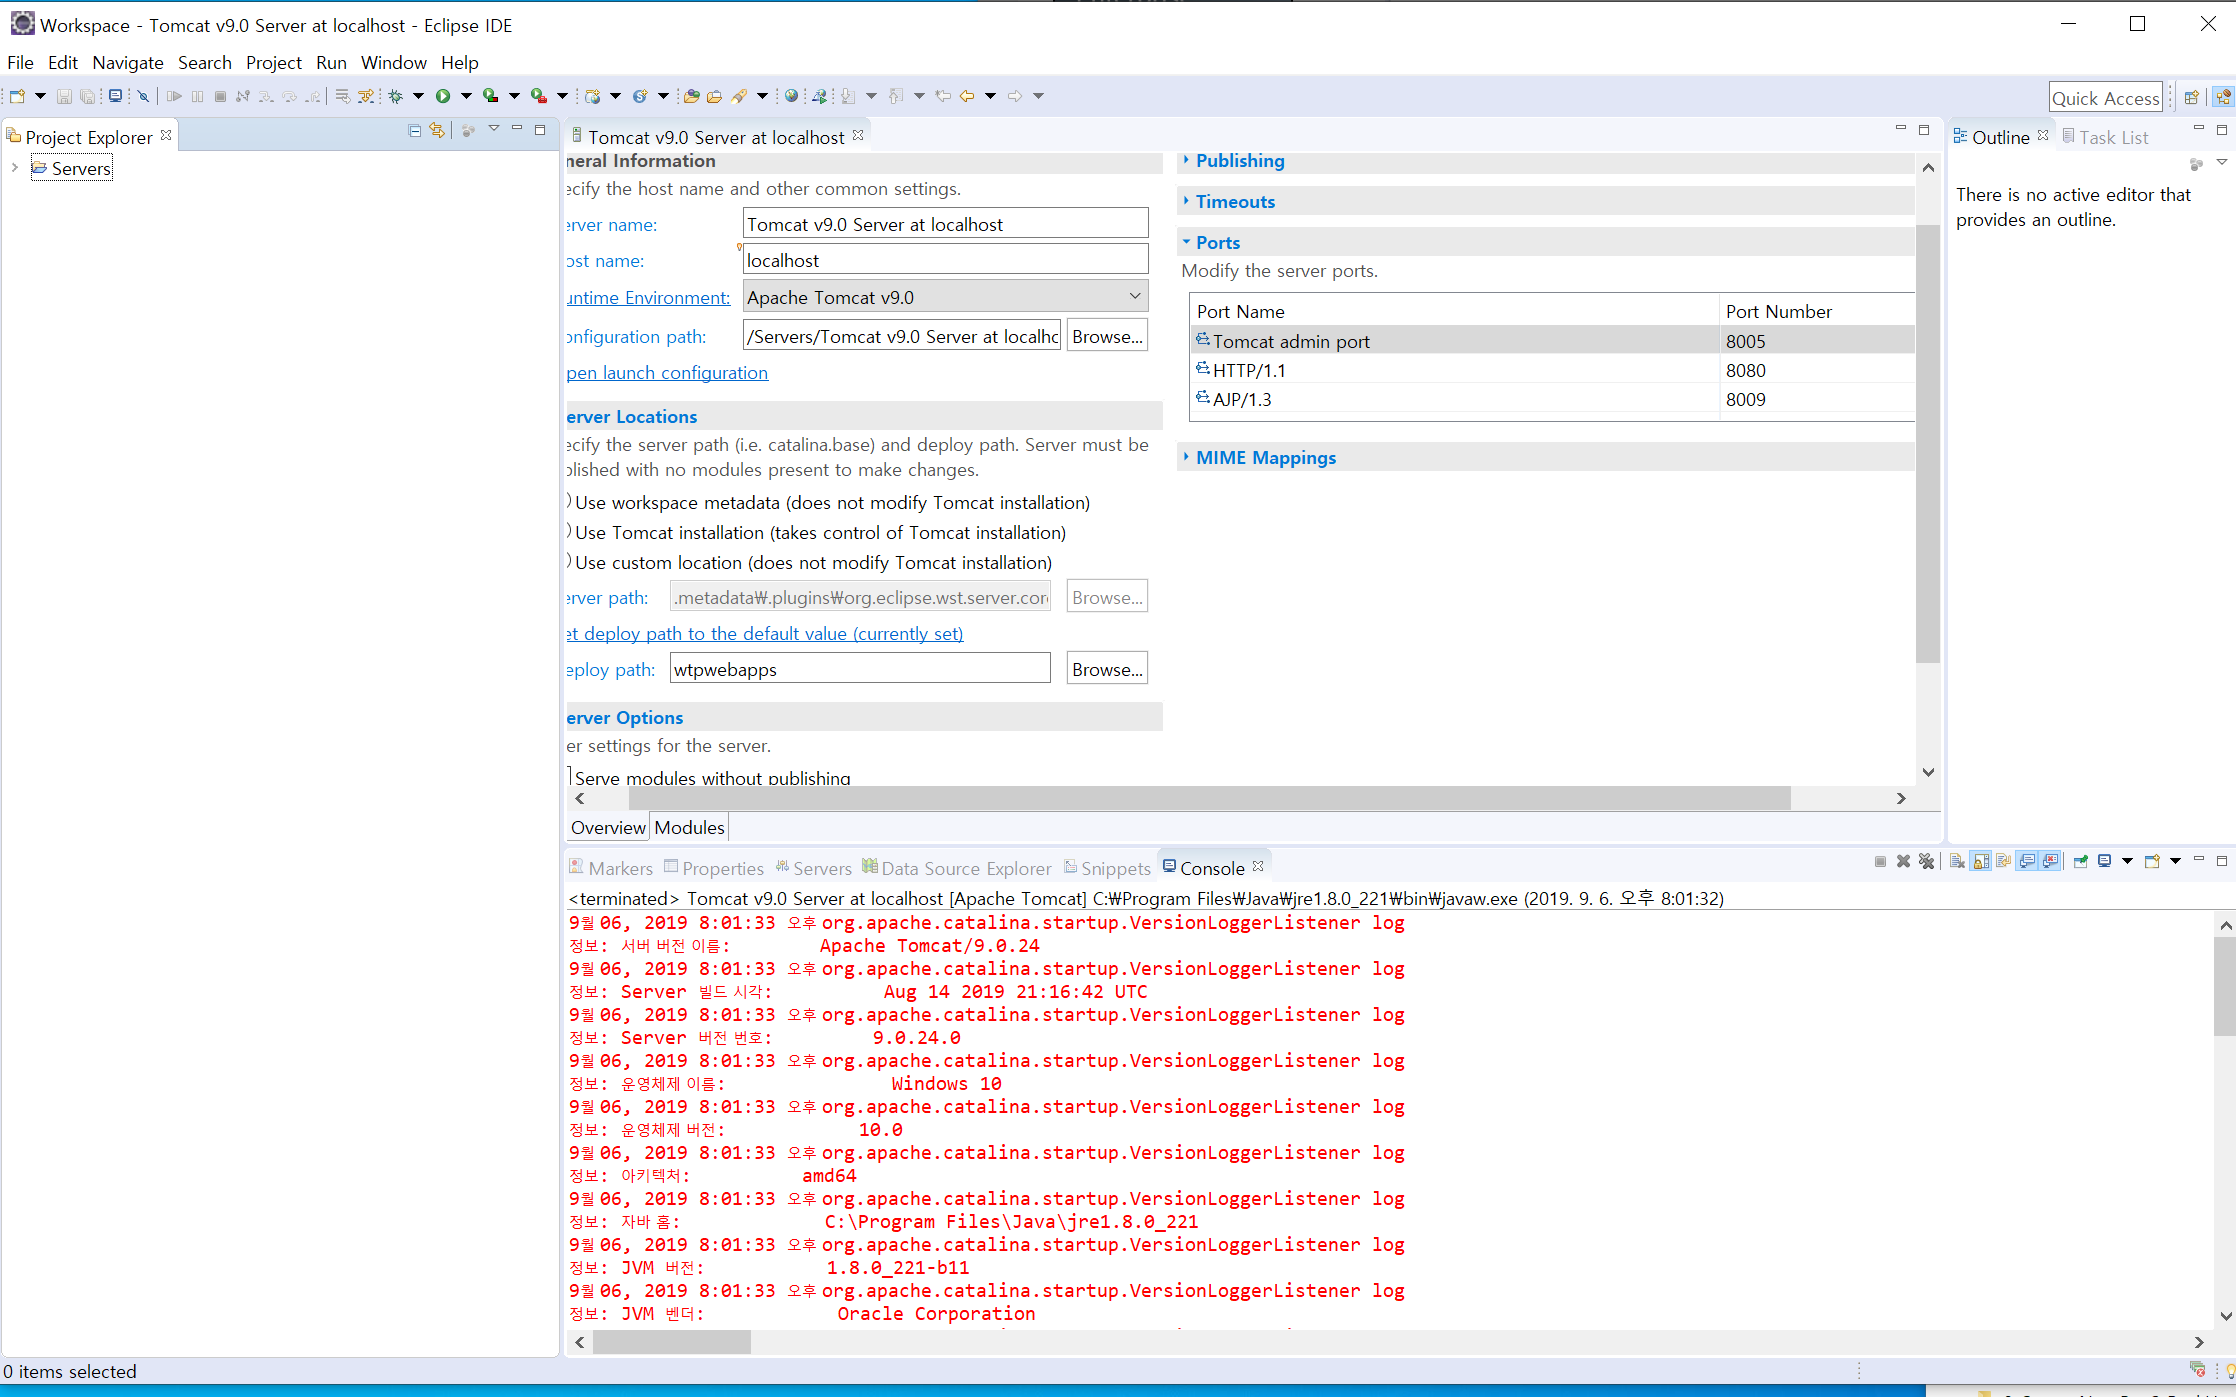 Workspace - Tomcat v9.0 Server at localhost - Eclipse IDE
File Edit Navigate Search Project Run Window Help
Quick Access
Project Explorer
Servers
Tomcat v9.0 Server at localhost
neral Information
ecify the host name and other common settings.
erver name: Tomcat v9.0 Server at localhost
ost name: localhost
untime Environment: Apache Tomcat v9.0
onfiguration path: /Servers/Tomcat v9.0 Server at localhc Browse...
pen launch configuration
erver Locations
ecify the server path (i.e. catalina.base) and deploy path. Server must be
blished with no modules present to make changes.
Use workspace metadata (does not modify Tomcat installation)
Use Tomcat installation (takes control of Tomcat installation)
Use custom location (does not modify Tomcat installation)
erver path: .metadata₩.plugins₩org.eclipse.wst.server.cor Browse...
et deploy path to the default value (currently set)
eploy path: wtpwebapps Browse...
erver Options
er settings for the server.
Serve modules without publishing
Publishing
Timeouts
Ports
Modify the server ports.
Port Name Port Number
Tomcat admin port 8005
HTTP/1.1 8080
AJP/1.3 8009
MIME Mappings
Overview Modules
Outline Task List
There is no active editor that
provides an outline.
Markers Properties Servers Data Source Explorer Snippets Console
<terminated> Tomcat v9.0 Server at localhost [Apache Tomcat] C:₩Program Files₩Java₩jre1.8.0_221₩bin₩javaw.exe (2019. 9. 6. 오후 8:01:32)
9월 06, 2019 8:01:33 오후 org.apache.catalina.startup.VersionLoggerListener log
정보: 서버 버전 이름: Apache Tomcat/9.0.24
9월 06, 2019 8:01:33 오후 org.apache.catalina.startup.VersionLoggerListener log
정보: Server 빌드 시각: Aug 14 2019 21:16:42 UTC
9월 06, 2019 8:01:33 오후 org.apache.catalina.startup.VersionLoggerListener log
정보: Server 버전 번호: 9.0.24.0
9월 06, 2019 8:01:33 오후 org.apache.catalina.startup.VersionLoggerListener log
정보: 운영체제 이름: Windows 10
9월 06, 2019 8:01:33 오후 org.apache.catalina.startup.VersionLoggerListener log
정보: 운영체제 버전: 10.0
9월 06, 2019 8:01:33 오후 org.apache.catalina.startup.VersionLoggerListener log
정보: 아키텍처: amd64
9월 06, 2019 8:01:33 오후 org.apache.catalina.startup.VersionLoggerListener log
정보: 자바 홈: C:\Program Files\Java\jre1.8.0_221
9월 06, 2019 8:01:33 오후 org.apache.catalina.startup.VersionLoggerListener log
정보: JVM 버전: 1.8.0_221-b11
9월 06, 2019 8:01:33 오후 org.apache.catalina.startup.VersionLoggerListener log
정보: JVM 벤더: Oracle Corporation
0 items selected